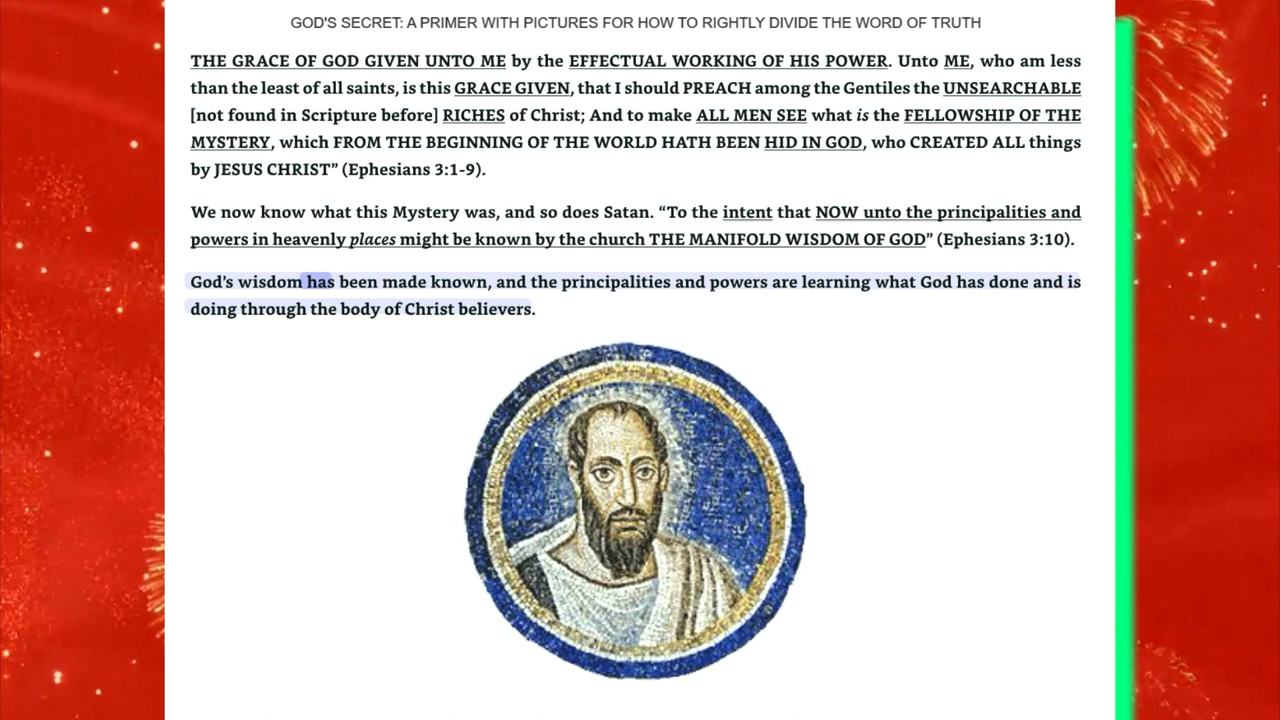 GOD'S SECRET: A PRIMER WITH PICTURES FOR HOW TO RIGHTLY DIVIDE THE WORD OF TRUTH
THE GRACE OF GOD GIVEN UNTO ME by the EFFECTUAL WORKING OF HIS POWER. Unto ME, who am less
than the least of all saints, is this GRACE GIVEN, that I should PREACH among the Gentiles the UNSEARCHABLE
[not found in Scripture before] RICHES of Christ; And to make ALL MEN SEE what is the FELLOWSHIP OF THE
MYSTERY, which FROM THE BEGINNING OF THE WORLD HATH BEEN HID IN GOD, who CREATED ALL things
by JESUS CHRIST” (Ephesians 3:1-9).
We now know what this Mystery was, and so does Satan. “To the intent that NOW unto the principalities and
powers in heavenly places might be known by the church THE MANIFOLD WISDOM OF GOD” (Ephesians 3:10).
God’s wisdom has been made known, and the principalities and powers are learning what God has done and is
doing through the body of Christ believers.